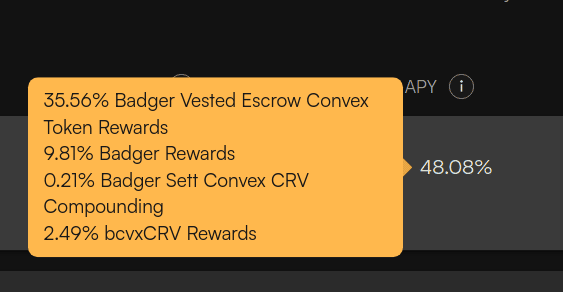 APY i
35.56% Badger Vested Escrow Convex
Token Rewards
9.81% Badger Rewards
0.21% Badger Sett Convex CRV
Compounding
2.49% bcvxCRV Rewards
48.08%